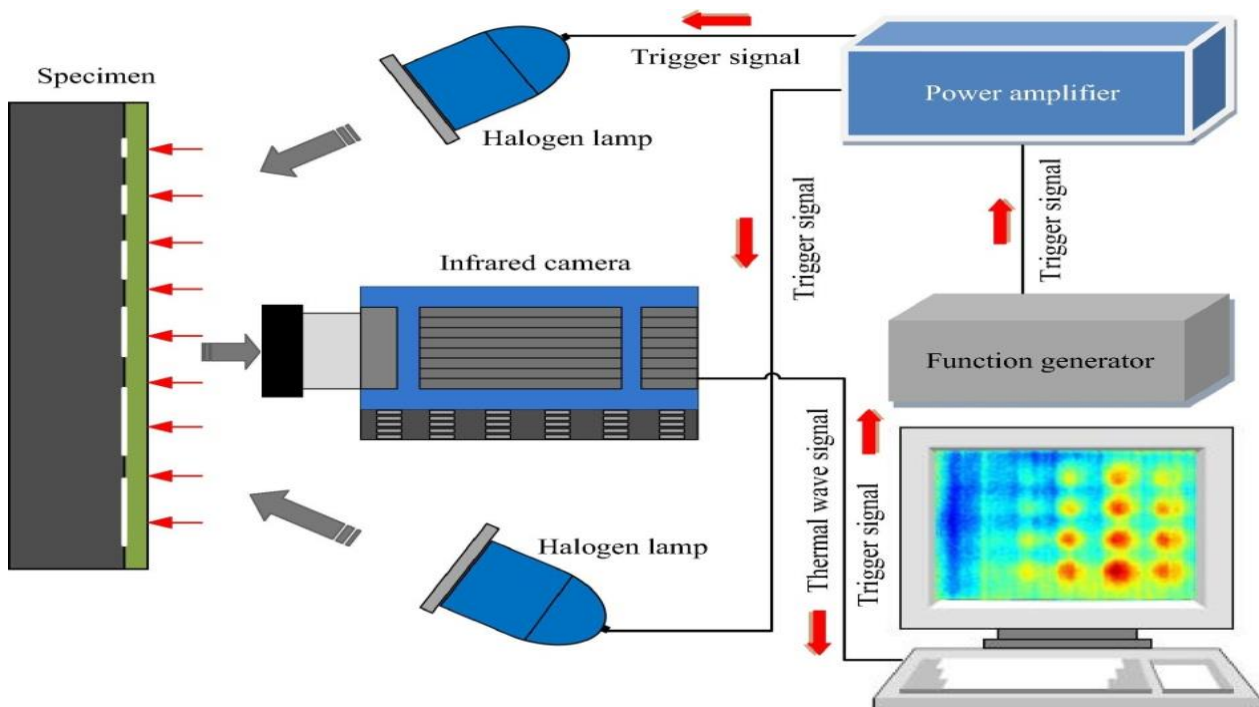 Trigger signal
Specimen
Power amplifier
Halogen lamp
Trigger signal
Trigger signal
Infrared camera
Function generator
Thermal wave signal
Trigger signal
Halogen lamp